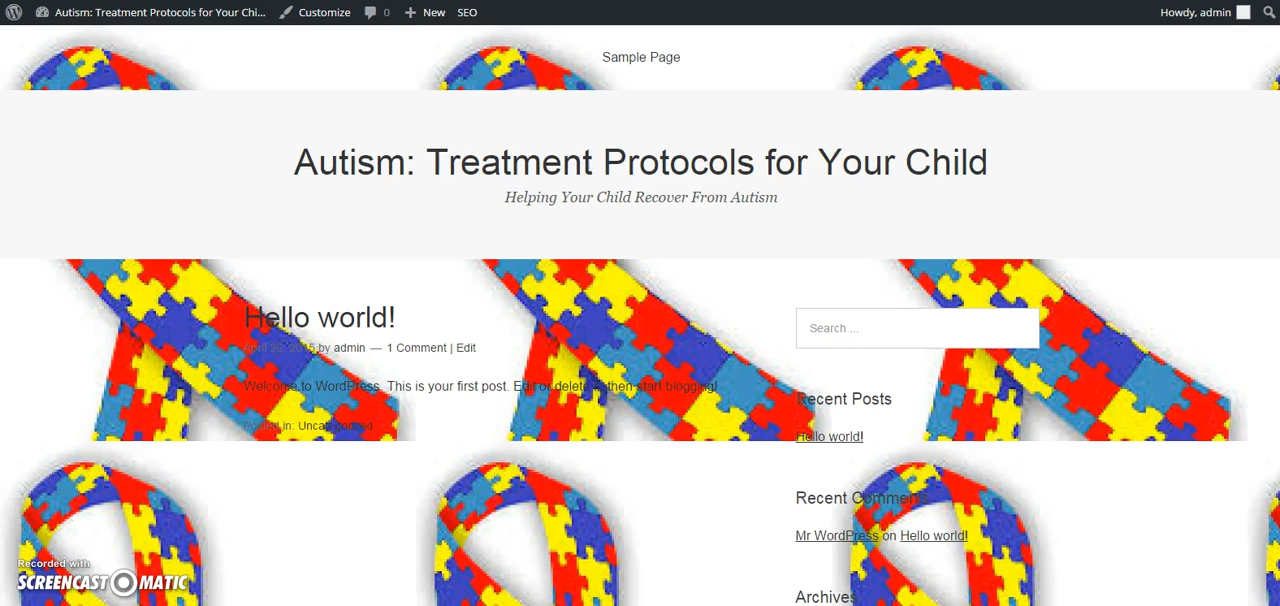 Autism: Treatment Protocols for Your Chi... Customize 0 New SEO Howdy, admin
Sample Page
Autism: Treatment Protocols for Your Child
Helping Your Child Recover From Autism
Hello world!
April 26, 2015 by admin — 1 Comment | Edit
Welcome to WordPress. This is your first post. Edit or delete it, then start blogging!
Posted in: Uncategorized
Search ...
Recent Posts
Hello world!
Recent Comments
Mr WordPress on Hello world!
Archives
Recorded with
SCREENCAST-O-MATIC